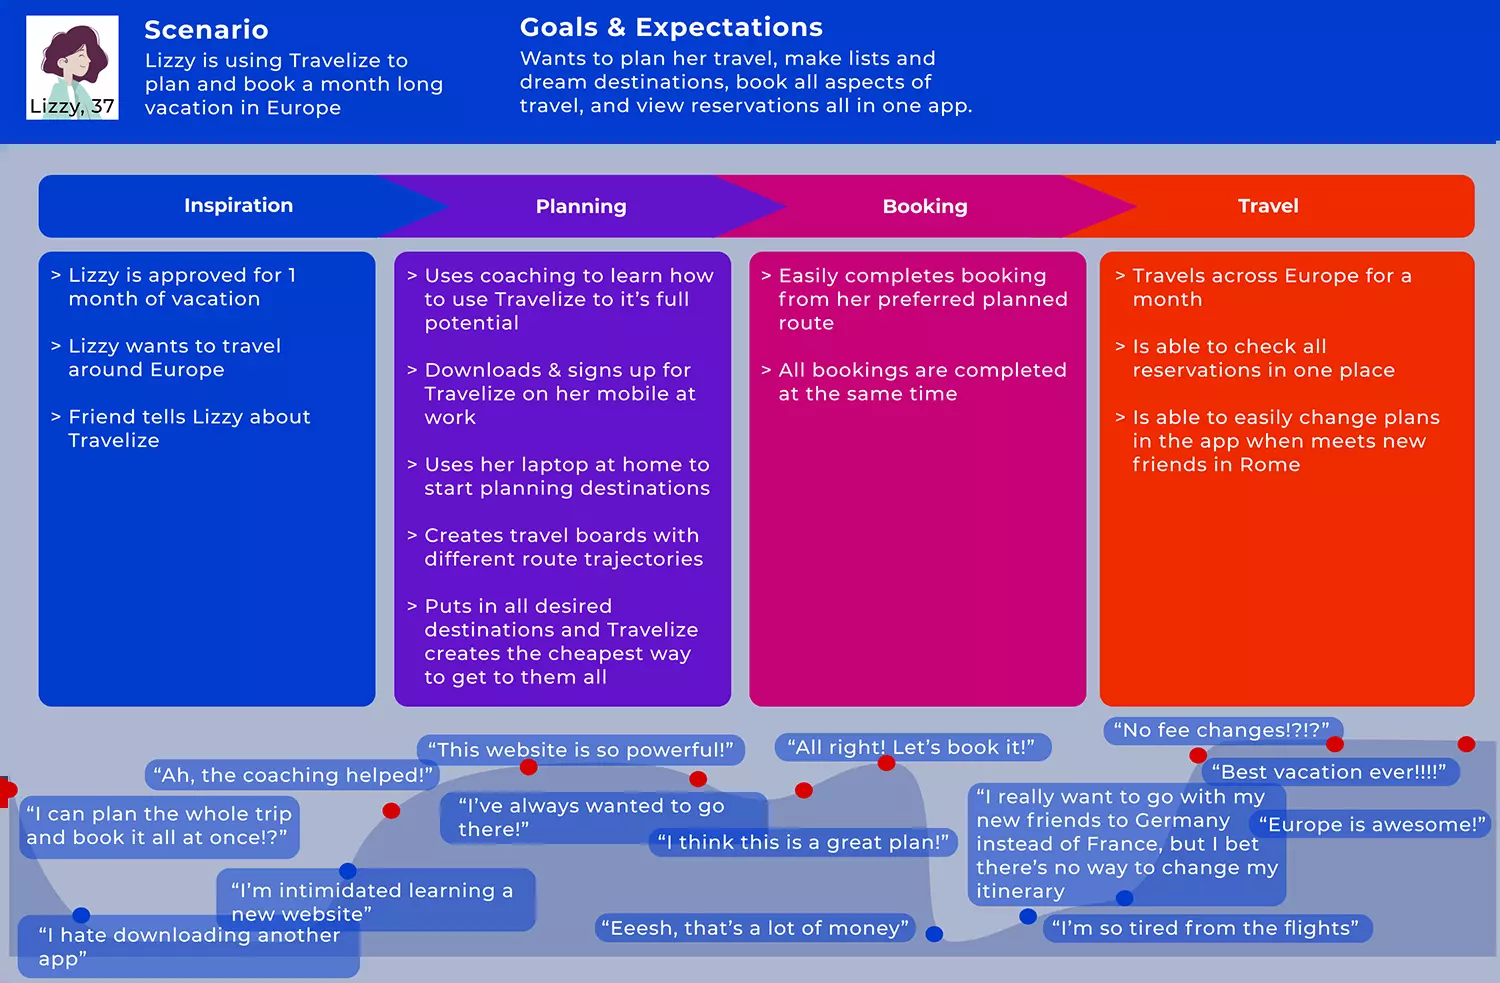 Lizzy, 37
Scenario
Lizzy is using Travelize to
plan and book a month long
vacation in Europe
Goals & Expectations
Wants to plan her travel, make lists and
dream destinations, book all aspects of
travel, and view reservations all in one app.
Inspiration
Planning
Booking
Travel
> Lizzy is approved for 1
month of vacation
> Lizzy wants to travel
around Europe
> Friend tells Lizzy about
Travelize
> Uses coaching to learn how
to use Travelize to it’s full
potential
> Downloads & signs up for
Travelize on her mobile at
work
> Uses her laptop at home to
start planning destinations
> Creates travel boards with
different route trajectories
> Puts in all desired
destinations and Travelize
creates the cheapest way
to get to them all
> Easily completes booking
from her preferred planned
route
> All bookings are completed
at the same time
> Travels across Europe for a
month
> Is able to check all
reservations in one place
> Is able to easily change plans
in the app when meets new
friends in Rome
“I can plan the whole trip
and book it all at once!?”
“I hate downloading another
app”
“I’m intimidated learning a
new website”
“Ah, the coaching helped!”
“This website is so powerful!”
“I’ve always wanted to go
there!”
“I think this is a great plan!”
“All right! Let’s book it!”
“Eeesh, that’s a lot of money”
“I’m so tired from the flights”
“I really want to go with my
new friends to Germany
instead of France, but I bet
there’s no way to change my
itinerary
“No fee changes!?!?”
“Best vacation ever!!!!”
“Europe is awesome!”